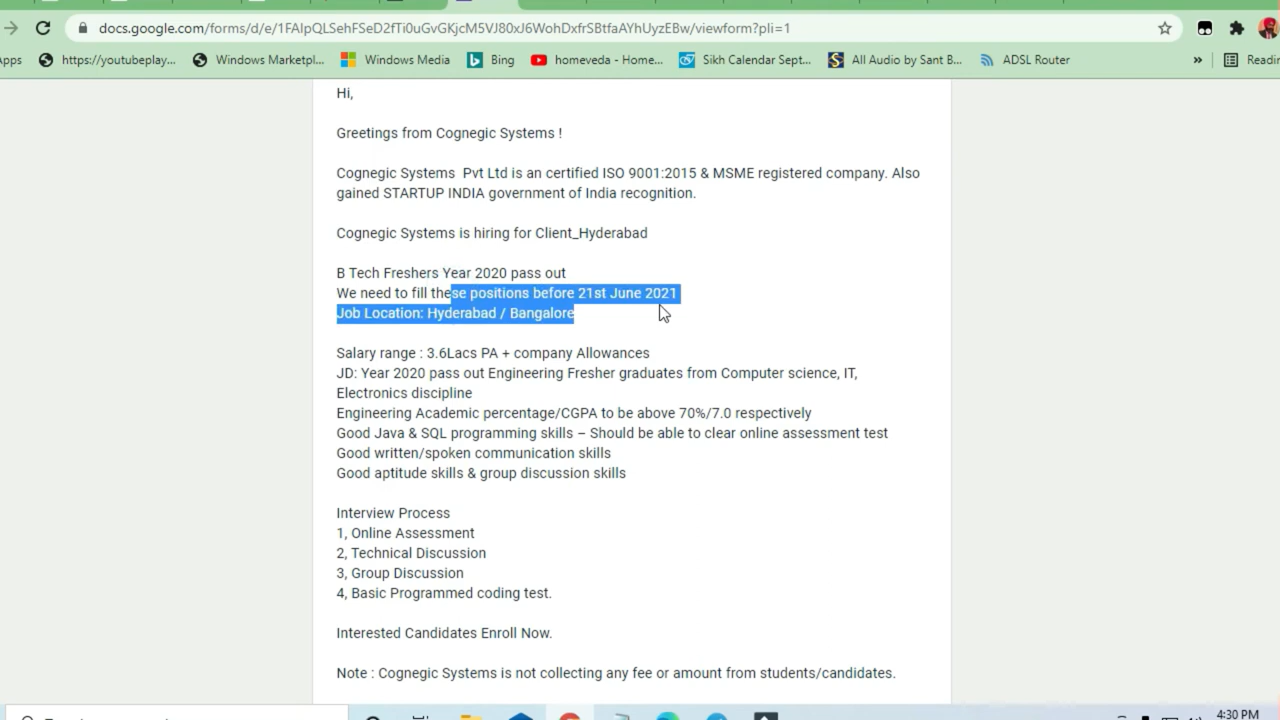 docs.google.com/forms/d/e/1FAIpQLSehFSeD2fTi0uGvGKjcM5VJ80xJ6WohDxfrSBtfaAYhUyzEBw/viewform?pli=1
https://youtubeplay... Windows Marketpl... Windows Media Bing homeveda - Home... Sikh Calendar Sept... All Audio by Sant B... ADSL Router »
Hi,
Greetings from Cognegic Systems !
Cognegic Systems Pvt Ltd is an certified ISO 9001:2015 & MSME registered company. Also
gained STARTUP INDIA government of India recognition.
Cognegic Systems is hiring for Client_Hyderabad
B Tech Freshers Year 2020 pass out
We need to fill these positions before 21st June 2021
Job Location: Hyderabad / Bangalore
Salary range : 3.6Lacs PA + company Allowances
JD: Year 2020 pass out Engineering Fresher graduates from Computer science, IT,
Electronics discipline
Engineering Academic percentage/CGPA to be above 70%/7.0 respectively
Good Java & SQL programming skills – Should be able to clear online assessment test
Good written/spoken communication skills
Good aptitude skills & group discussion skills
Interview Process
1, Online Assessment
2, Technical Discussion
3, Group Discussion
4, Basic Programmed coding test.
Interested Candidates Enroll Now.
Note : Cognegic Systems is not collecting any fee or amount from students/candidates.
4:30 PM